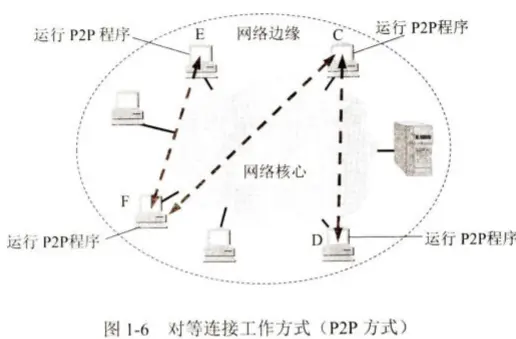 运行 P2P 程序
E
网络边缘
C
运行 P2P程序
网络核心
F
运行 P2P程序
D
运行 P2P程序
图 1-6 对等连接工作方式（P2P 方式）